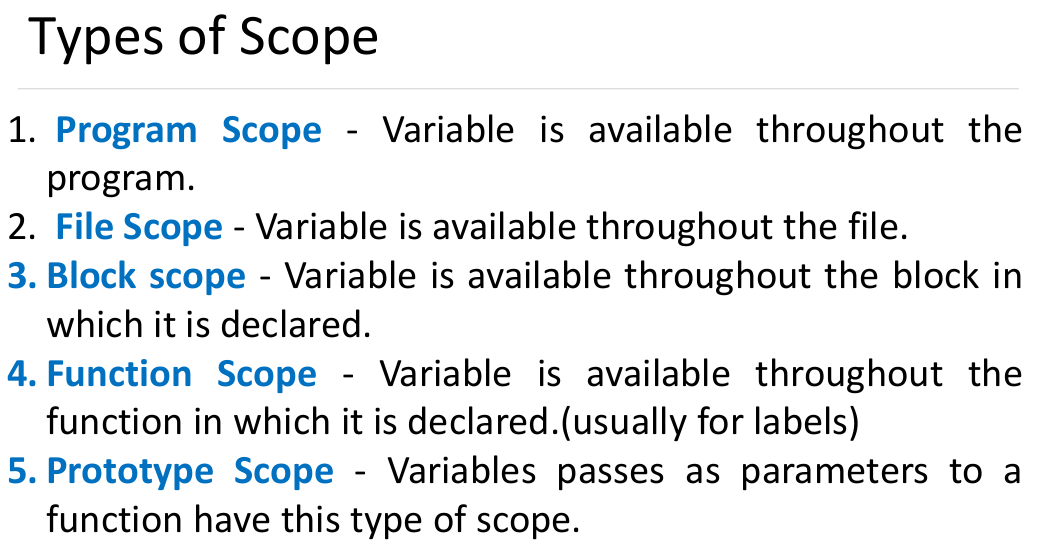 Types of Scope
1. Program Scope - Variable is available throughout the
program.
2. File Scope - Variable is available throughout the file.
3. Block scope - Variable is available throughout the block in
which it is declared.
4. Function Scope - Variable is available throughout the
function in which it is declared.(usually for labels)
5. Prototype Scope - Variables passes as parameters to a
function have this type of scope.